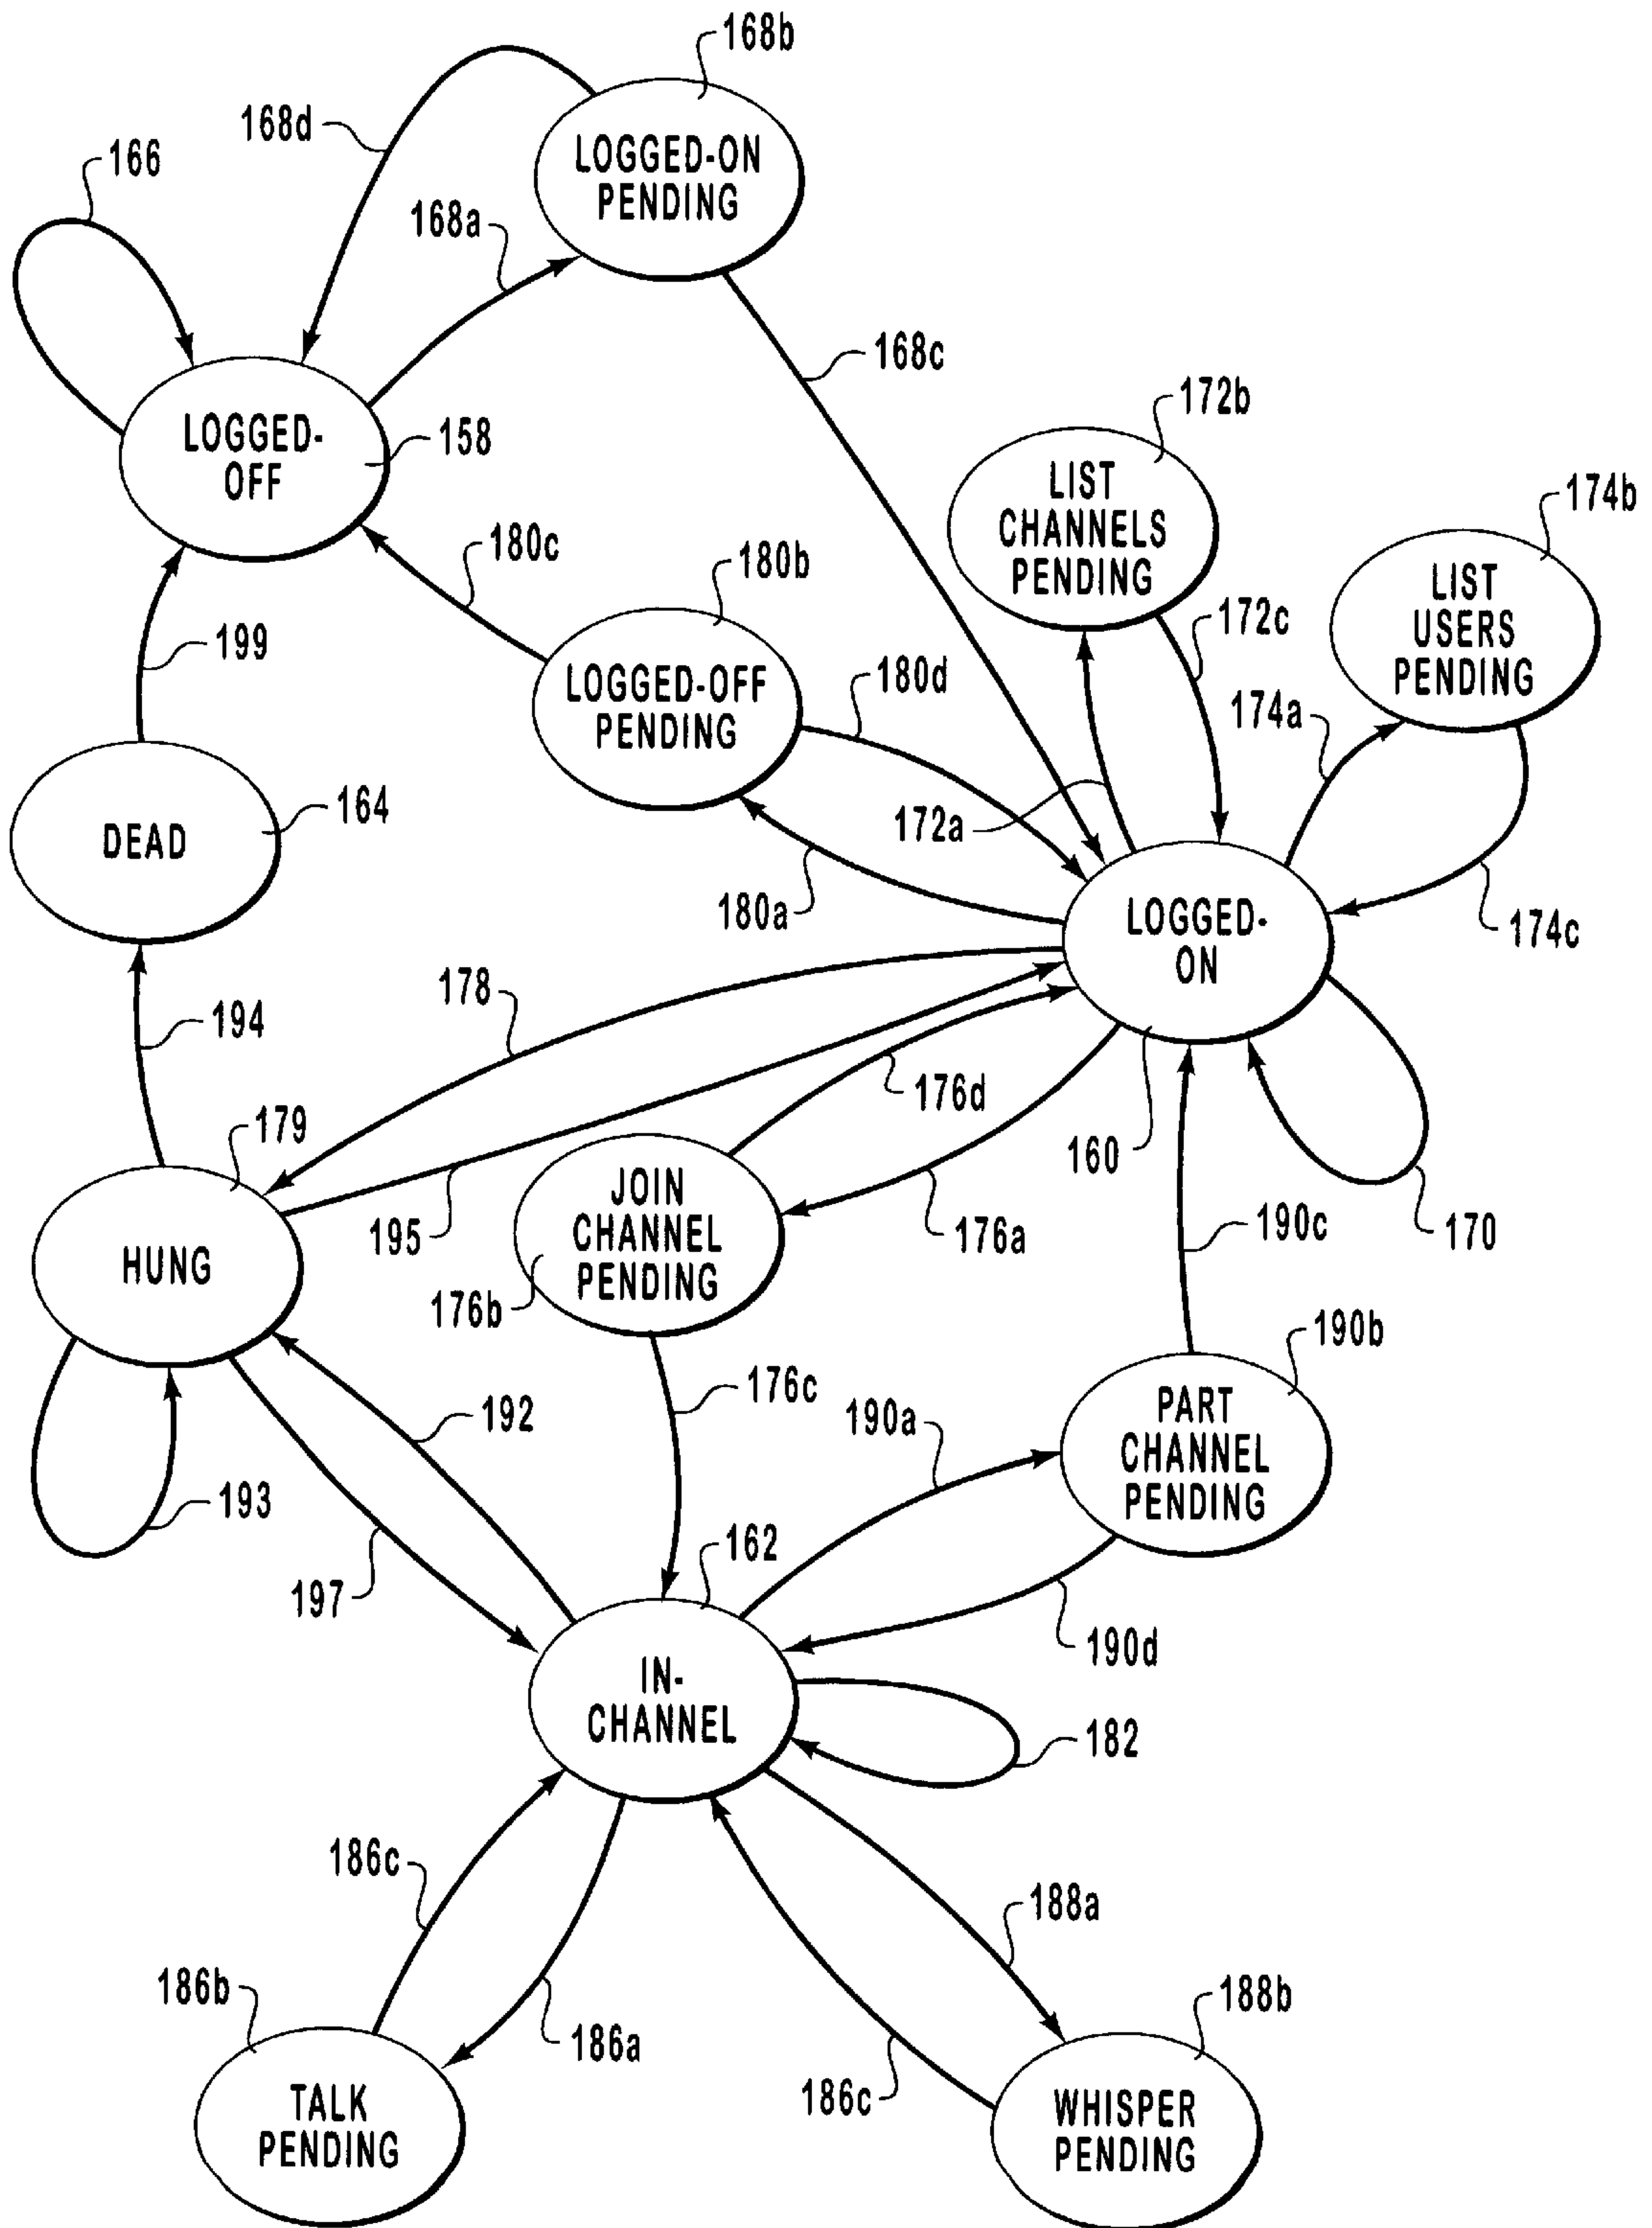 168b
168d
LOGGED-ON
PENDING
166
168a
168c
172b
LOGGED-
OFF
158
LIST
CHANNELS
PENDING
174b
LIST
USERS
PENDING
180c
180b
172c
199
LOGGED-OFF
PENDING
180d
174a
164
DEAD
172a
180a
LOGGED-
ON
174c
178
194
176d
179
160
JOIN
CHANNEL
PENDING
195
176a
190c
170
HUNG
176b
190b
176c
192
190a
PART
CHANNEL
PENDING
193
162
197
190d
IN-
CHANNEL
182
186c
188a
186b
188b
186a
186c
TALK
PENDING
WHISPER
PENDING